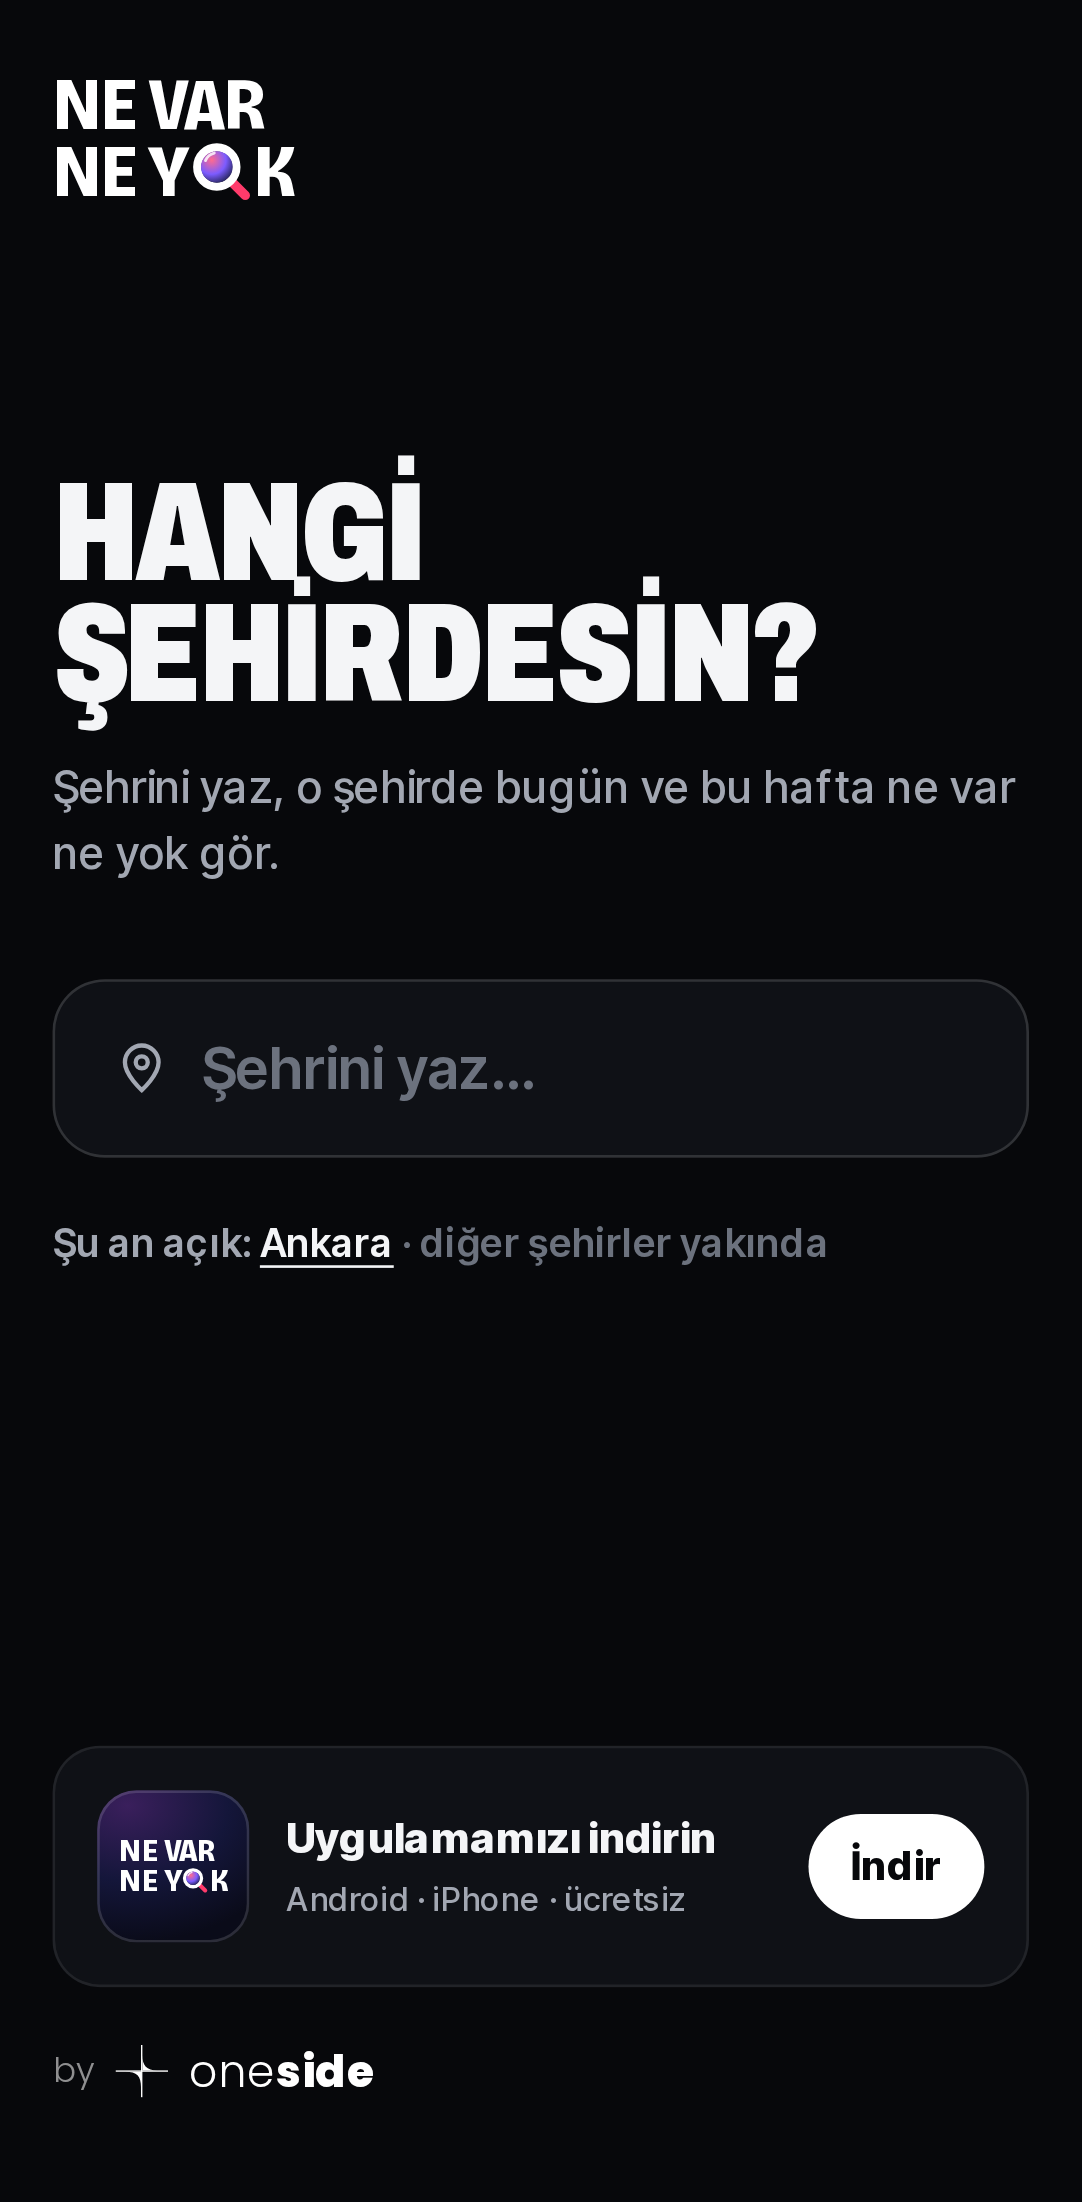 NE VAR
NE YOK
HANGİ
ŞEHİRDESİN?
Şehrini yaz, o şehirde bugün ve bu hafta ne var
ne yok gör.
Şehrini yaz...
Şu an açık: Ankara · diğer şehirler yakında
NE VAR
NE YOK
Uygulamamızı indirin
Android · iPhone · ücretsiz
İndir
by oneside